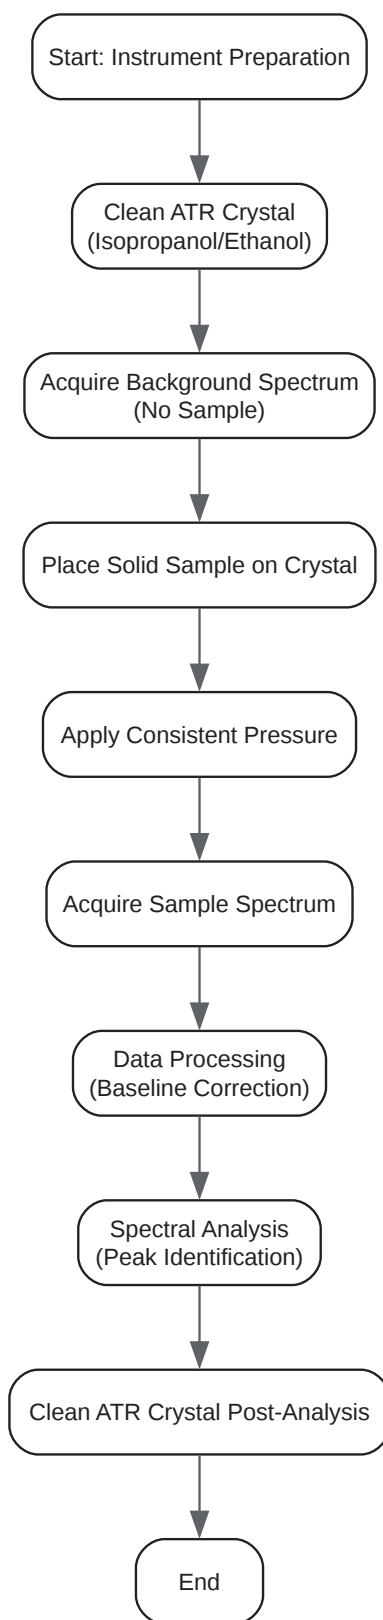 Start: Instrument Preparation
Clean ATR Crystal
(Isopropanol/Ethanol)
Acquire Background Spectrum
(No Sample)
Place Solid Sample on Crystal
Apply Consistent Pressure
Acquire Sample Spectrum
Data Processing
(Baseline Correction)
Spectral Analysis
(Peak Identification)
Clean ATR Crystal Post-Analysis
End